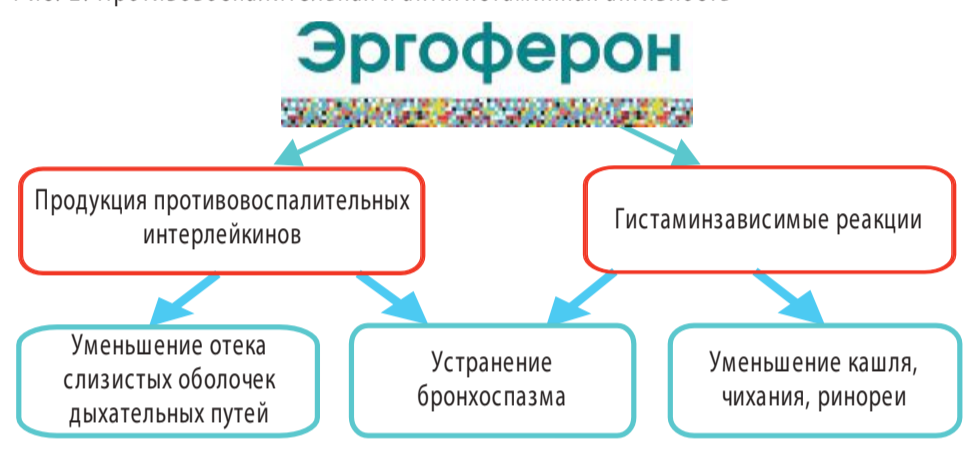 Эргоферон
Продукция противовоспалительных
интерлейкинов
Гистаминзависимые реакции
Уменьшение отека
слизистых оболочек
дыхательных путей
Устранение
бронхоспазма
Уменьшение кашля,
чихания, ринореи